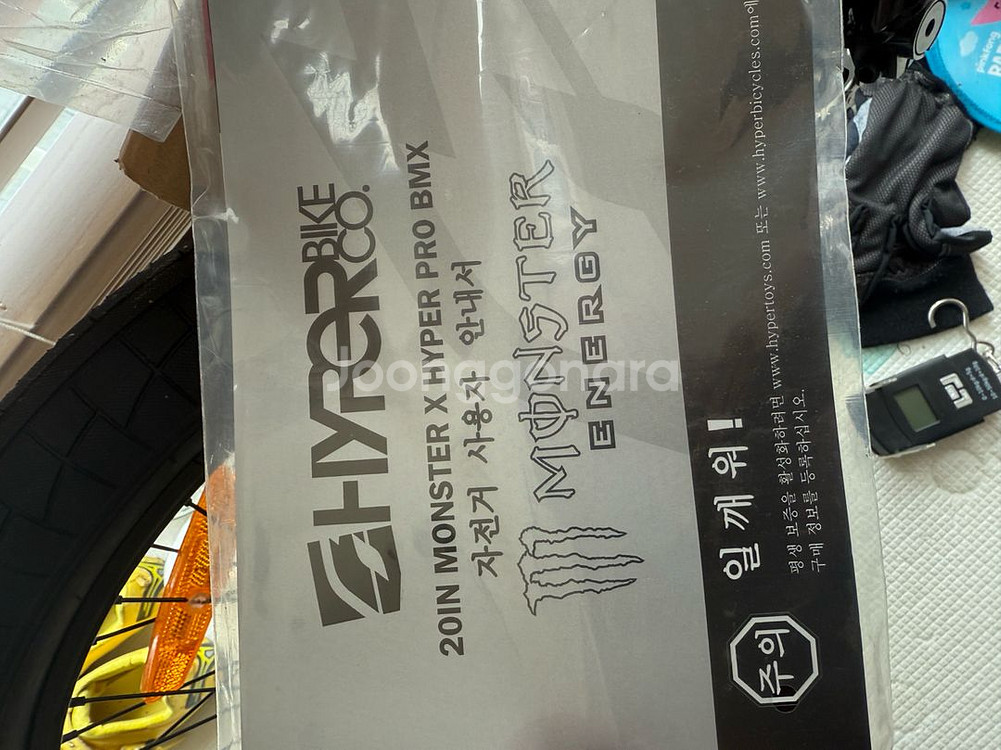 HYPER BIKE CO.
20IN MONSTER X HYPER PRO BMX
자전거 사용자 안내서
MONSTER
ENERGY
주의
일깨워!
평생 보증을 활성화하려면 www.hypertoys.com 또는 www.hyperbicycles.com에
구매 정보를 등록하십시오.
Joonggonara